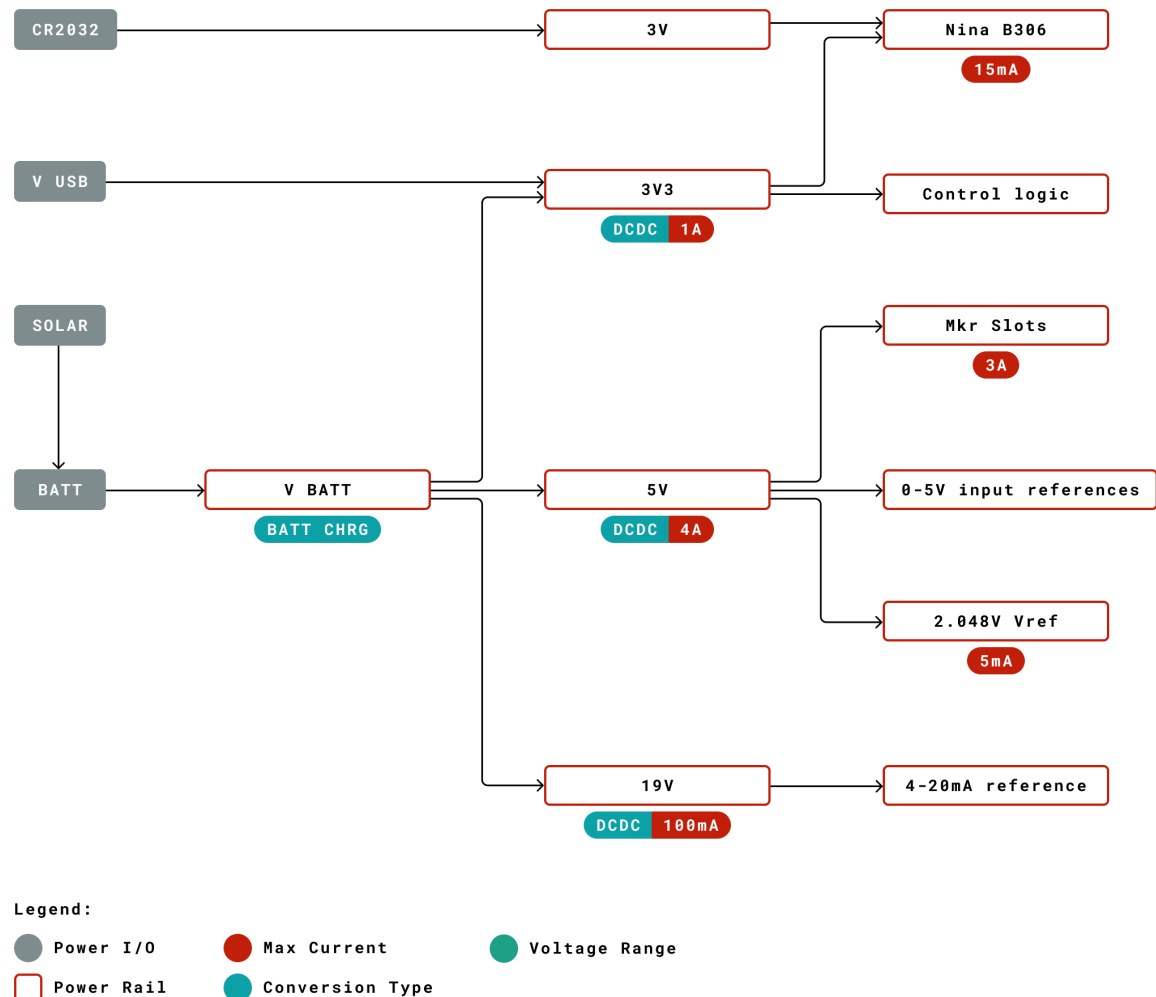 CR2032
3V
Nina B306
15mA
V USB
3V3
Control logic
DCDC 1A
SOLAR
Mkr Slots
3A
BATT
V BATT
5V
0-5V input references
BATT CHRG
DCDC 4A
2.048V Vref
5mA
19V
4-20mA reference
DCDC 100mA
Legend:
Power I/O
Max Current
Voltage Range
Power Rail
Conversion Type